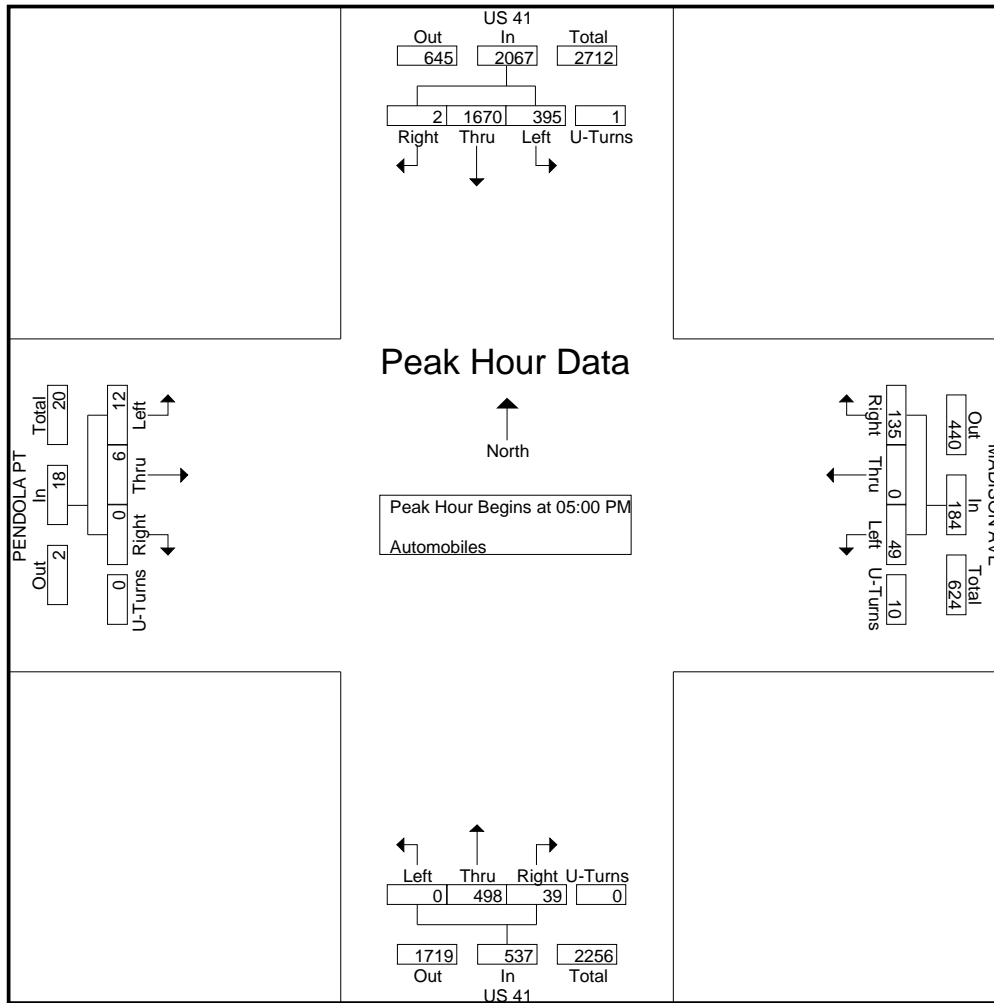 US 41
Out In Total
645 2067 2712
2 1670 395 1
Right Thru Left U-Turns
Peak Hour Data
North
Peak Hour Begins at 05:00 PM
Automobiles
PENDOLA PT
Total In Out
20 18 2
12 6 0 0
Left Thru Right U-Turns
Right Thru Left U-Turns
135 0 49 10
Out In Total
440 184 624
MADISON AVE
Left Thru Right U-Turns
0 498 39 0
1719 537 2256
Out In Total
US 41